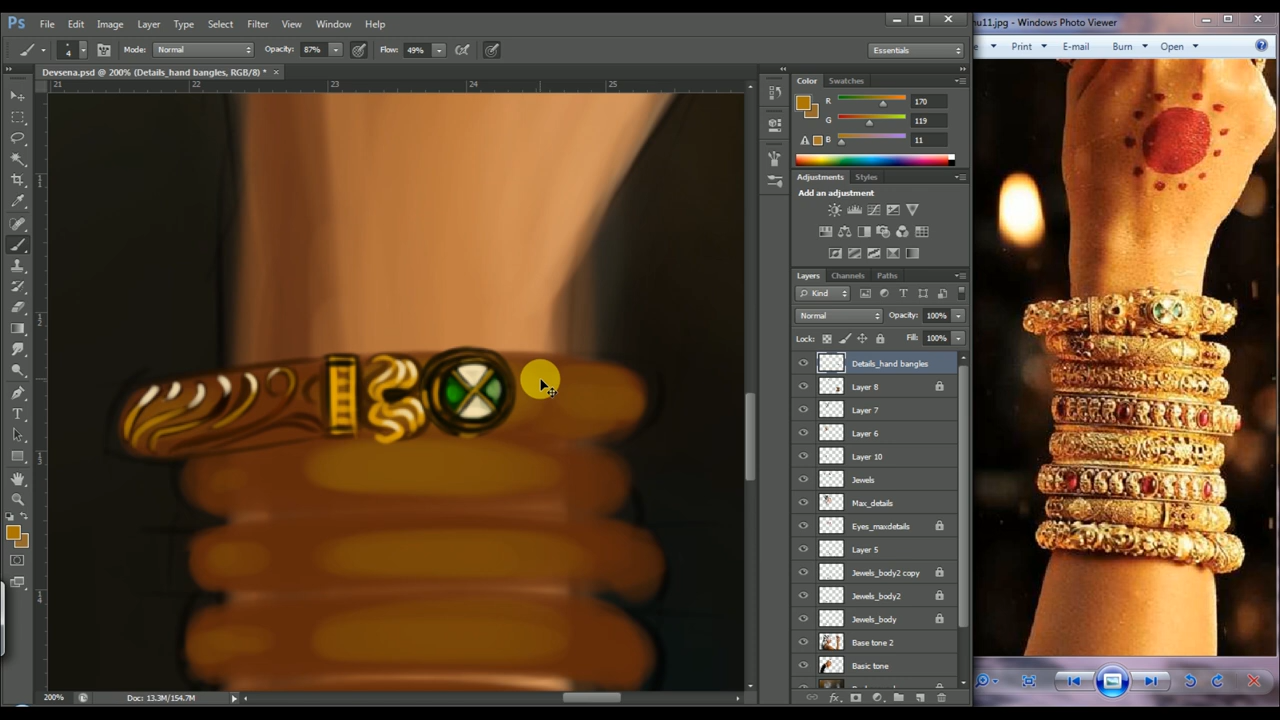 Ps File Edit Image Layer Type Select Filter View Window Help
nu11.jpg - Windows Photo Viewer
4 Mode: Normal Opacity: 87% Flow: 49% Essentials
Print E-mail Burn Open
Devsena.psd @ 200% (Details_hand bangles, RGB/8) * ×
21 22 23 24 25
Color Swatches
R 170
G 119
B 11
Adjustments Styles
Add an adjustment
Layers Channels Paths
Kind
Normal Opacity: 100%
Lock: Fill: 100%
Details_hand bangles
Layer 8
Layer 7
Layer 6
Layer 10
Jewels
Max_details
Eyes_maxdetails
Layer 5
Jewels_body2 copy
Jewels_body2
Jewels_body
Base tone 2
Basic tone
200% Doc: 13.3M/154.7M